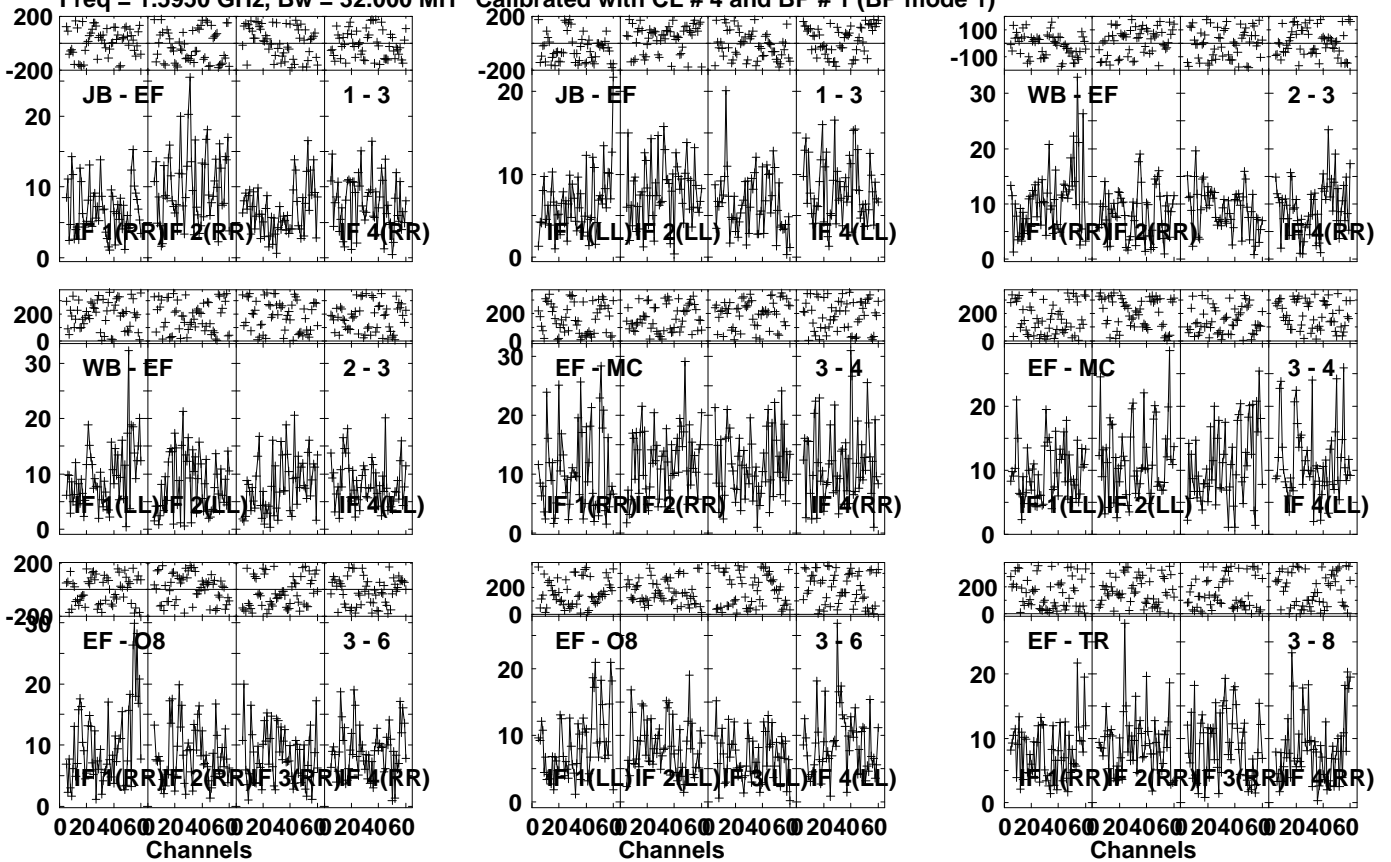 Freq = 1.5950 GHz, Bw = 32.000 MH Calibrated with CL # 4 and BP # 1 (BP mode 1)
200
-200
JB - EF 1 - 3
20
10
0
IF 1(RR) IF 2(RR) IF 4(RR)
200
-200
JB - EF 1 - 3
20
10
0
IF 1(LL) IF 2(LL) IF 4(LL)
100
-100
WB - EF 2 - 3
30
20
10
0
IF 1(RR) IF 2(RR) IF 4(RR)
200
0
WB - EF 2 - 3
30
20
10
0
IF 1(LL) IF 2(LL) IF 4(LL)
200
0
EF - MC 3 - 4
30
20
10
0
IF 1(RR) IF 2(RR) IF 4(RR)
200
0
EF - MC 3 - 4
20
10
0
IF 1(LL) IF 2(LL) IF 4(LL)
200
-200
30
EF - O8 3 - 6
20
10
0
IF 1(RR) IF 2(RR) IF 3(RR) IF 4(RR)
0 20 40 60 0 20 40 60 0 20 40 60 0 20 40 60
Channels
200
0
EF - O8 3 - 6
20
10
0
IF 1(LL) IF 2(LL) IF 3(LL) IF 4(LL)
0 20 40 60 0 20 40 60 0 20 40 60 0 20 40 60
Channels
200
0
EF - TR 3 - 8
20
10
0
IF 1(RR) IF 2(RR) IF 3(RR) IF 4(RR)
0 20 40 60 0 20 40 60 0 20 40 60 0 20 40 60
Channels